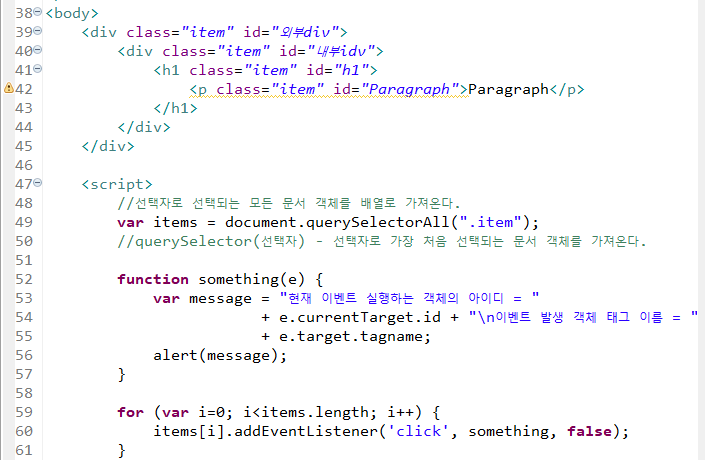 38 <body>
39     <div class="item" id="외부div">
40         <div class="item" id="내부idv">
41             <h1 class="item" id="h1">
42                 <p class="item" id="Paragraph">Paragraph</p>
43             </h1>
44         </div>
45     </div>
46
47     <script>
48         //선택자로 선택되는 모든 문서 객체를 배열로 가져온다.
49         var items = document.querySelectorAll(".item");
50         //querySelector(선택자) - 선택자로 가장 처음 선택되는 문서 객체를 가져온다.
51
52         function something(e) {
53             var message = "현재 이벤트 실행하는 객체의 아이디 = "
54                         + e.currentTarget.id + "\n이벤트 발생 객체 태그 이름 = "
55                         + e.target.tagname;
56             alert(message);
57         }
58
59         for (var i=0; i<items.length; i++) {
60             items[i].addEventListener('click', something, false);
61         }